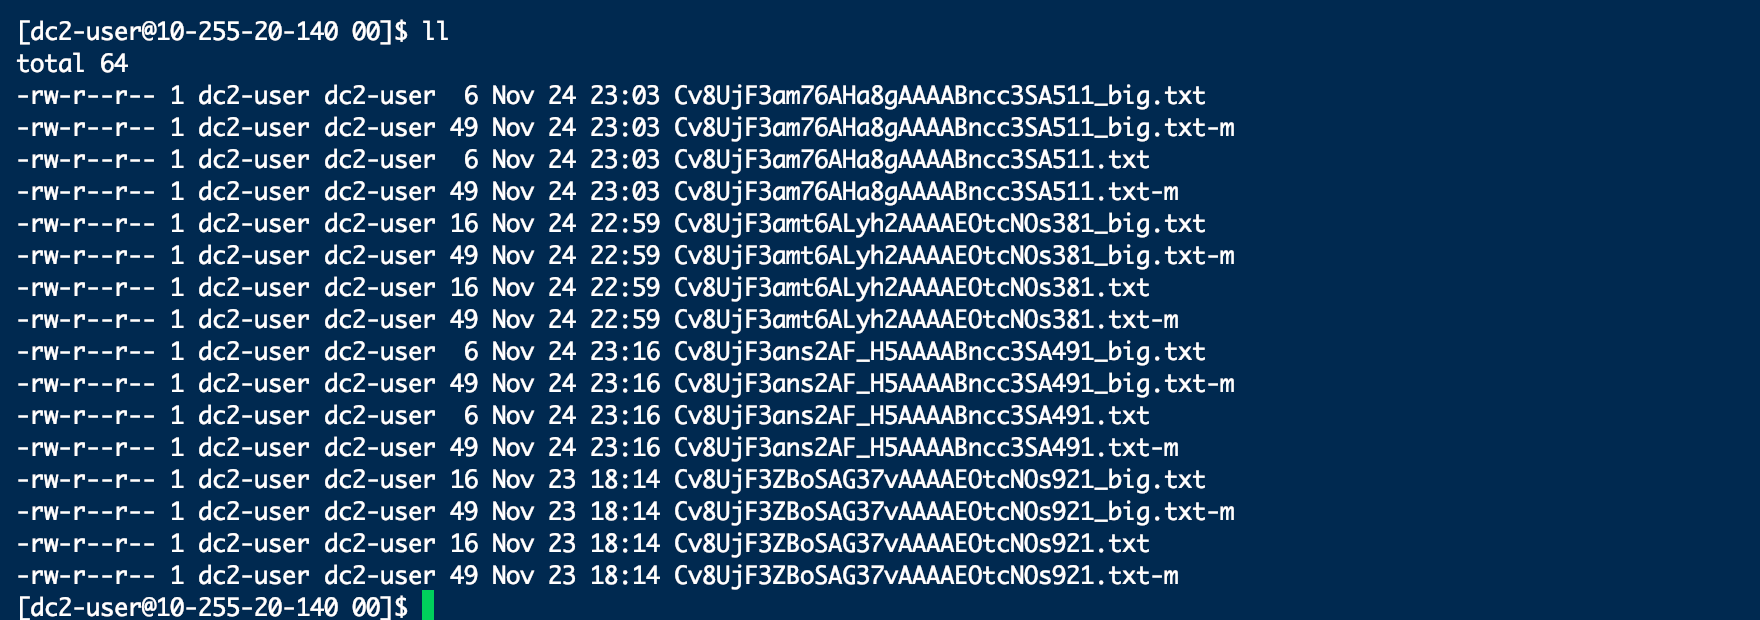 [dc2-user@10-255-20-140 00]$ ll
total 64
-rw-r--r-- 1 dc2-user dc2-user  6 Nov 24 23:03 Cv8UjF3am76AHa8gAAAABncc3SA511_big.txt
-rw-r--r-- 1 dc2-user dc2-user 49 Nov 24 23:03 Cv8UjF3am76AHa8gAAAABncc3SA511_big.txt-m
-rw-r--r-- 1 dc2-user dc2-user  6 Nov 24 23:03 Cv8UjF3am76AHa8gAAAABncc3SA511.txt
-rw-r--r-- 1 dc2-user dc2-user 49 Nov 24 23:03 Cv8UjF3am76AHa8gAAAABncc3SA511.txt-m
-rw-r--r-- 1 dc2-user dc2-user 16 Nov 24 22:59 Cv8UjF3amt6ALyh2AAAAEOtcNOs381_big.txt
-rw-r--r-- 1 dc2-user dc2-user 49 Nov 24 22:59 Cv8UjF3amt6ALyh2AAAAEOtcNOs381_big.txt-m
-rw-r--r-- 1 dc2-user dc2-user 16 Nov 24 22:59 Cv8UjF3amt6ALyh2AAAAEOtcNOs381.txt
-rw-r--r-- 1 dc2-user dc2-user 49 Nov 24 22:59 Cv8UjF3amt6ALyh2AAAAEOtcNOs381.txt-m
-rw-r--r-- 1 dc2-user dc2-user  6 Nov 24 23:16 Cv8UjF3ans2AF_H5AAAABncc3SA491_big.txt
-rw-r--r-- 1 dc2-user dc2-user 49 Nov 24 23:16 Cv8UjF3ans2AF_H5AAAABncc3SA491_big.txt-m
-rw-r--r-- 1 dc2-user dc2-user  6 Nov 24 23:16 Cv8UjF3ans2AF_H5AAAABncc3SA491.txt
-rw-r--r-- 1 dc2-user dc2-user 49 Nov 24 23:16 Cv8UjF3ans2AF_H5AAAABncc3SA491.txt-m
-rw-r--r-- 1 dc2-user dc2-user 16 Nov 23 18:14 Cv8UjF3ZBoSAG37vAAAAEOtcNOs921_big.txt
-rw-r--r-- 1 dc2-user dc2-user 49 Nov 23 18:14 Cv8UjF3ZBoSAG37vAAAAEOtcNOs921_big.txt-m
-rw-r--r-- 1 dc2-user dc2-user 16 Nov 23 18:14 Cv8UjF3ZBoSAG37vAAAAEOtcNOs921.txt
-rw-r--r-- 1 dc2-user dc2-user 49 Nov 23 18:14 Cv8UjF3ZBoSAG37vAAAAEOtcNOs921.txt-m
[dc2-user@10-255-20-140 00]$